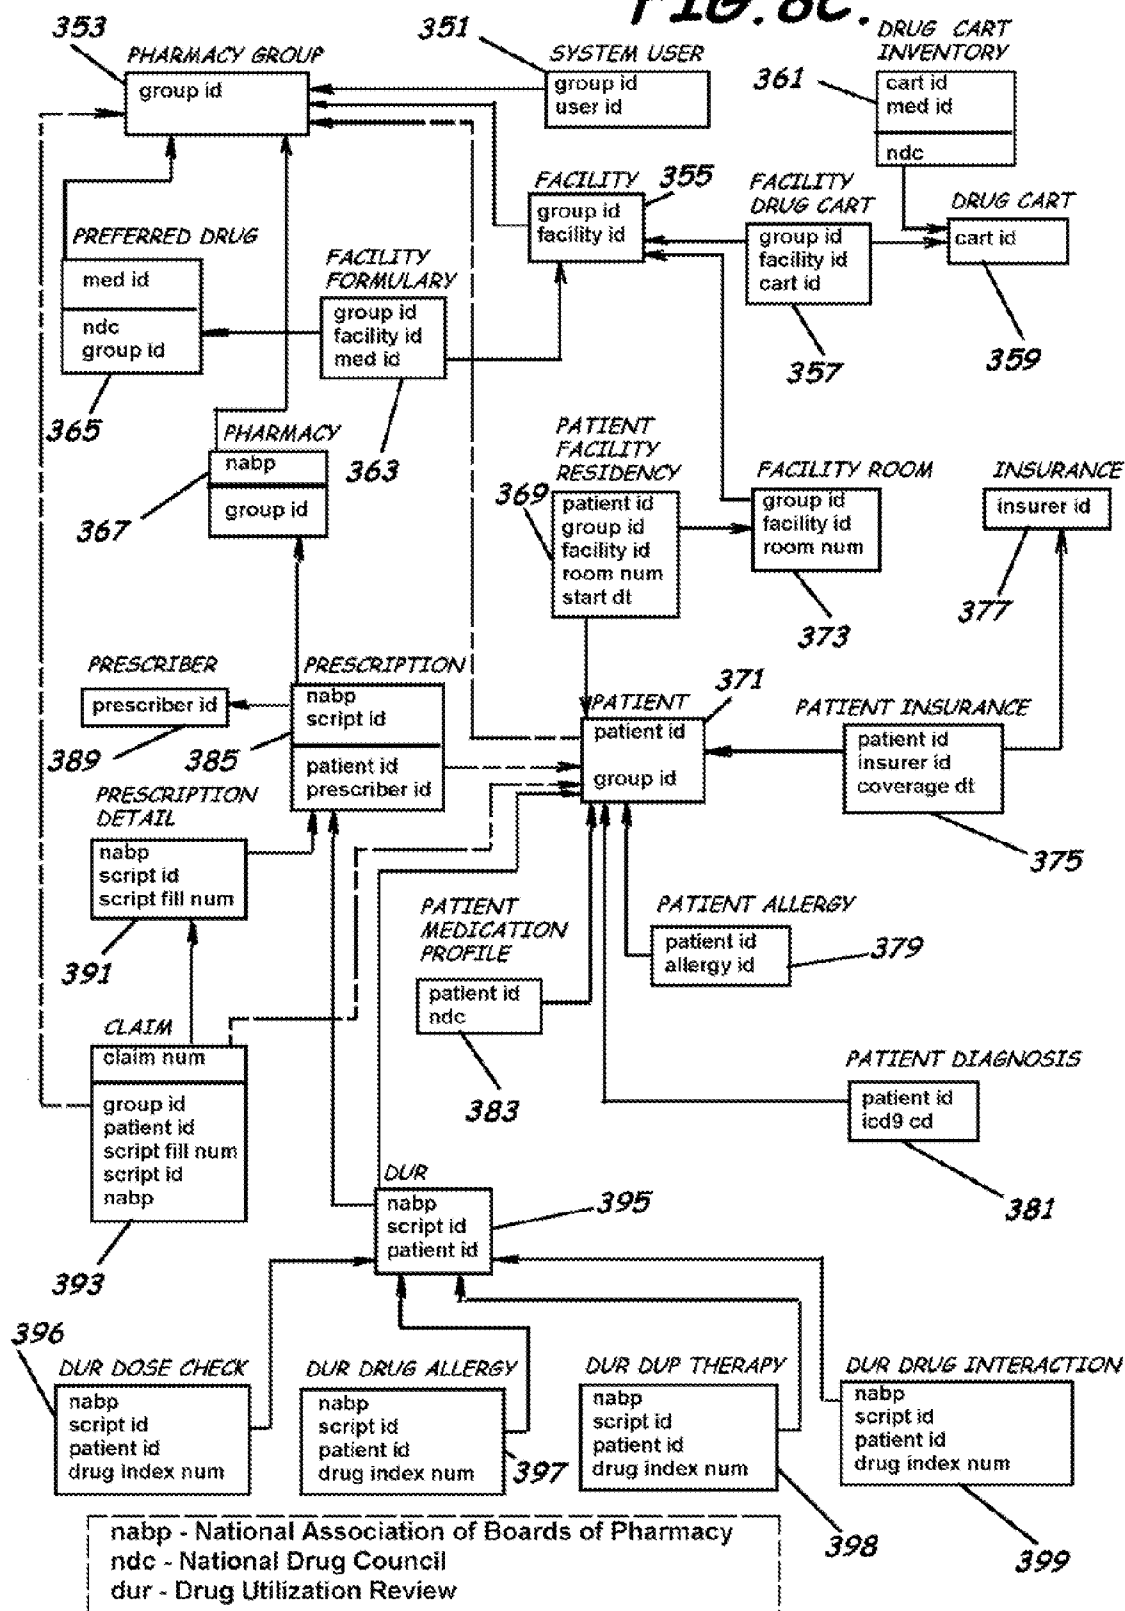 FIG. 8C.
353
PHARMACY GROUP
group id
351
SYSTEM USER
group id
user id
DRUG CART
INVENTORY
361
cart id
med id
ndc
FACILITY
355
group id
facility id
FACILITY
DRUG CART
group id
facility id
cart id
357
DRUG CART
cart id
359
PREFERRED DRUG
med id
ndc
group id
365
FACILITY
FORMULARY
group id
facility id
med id
363
PHARMACY
nabp
group id
367
PATIENT
FACILITY
RESIDENCY
369
patient id
group id
facility id
room num
start dt
FACILITY ROOM
group id
facility id
room num
373
INSURANCE
insurer id
377
PRESCRIBER
prescriber id
389
PRESCRIPTION
nabp
script id
patient id
prescriber id
385
PATIENT
371
patient id
group id
PATIENT INSURANCE
patient id
insurer id
coverage dt
375
PRESCRIPTION
DETAIL
nabp
script id
script fill num
391
PATIENT
MEDICATION
PROFILE
patient id
ndc
383
PATIENT ALLERGY
patient id
allergy id
379
CLAIM
claim num
group id
patient id
script fill num
script id
nabp
393
PATIENT DIAGNOSIS
patient id
icd9 cd
381
DUR
nabp
script id
patient id
395
396
DUR DOSE CHECK
nabp
script id
patient id
drug index num
DUR DRUG ALLERGY
nabp
script id
patient id
drug index num
397
DUR DUP THERAPY
nabp
script id
patient id
drug index num
398
DUR DRUG INTERACTION
nabp
script id
patient id
drug index num
399
nabp - National Association of Boards of Pharmacy
ndc - National Drug Council
dur - Drug Utilization Review